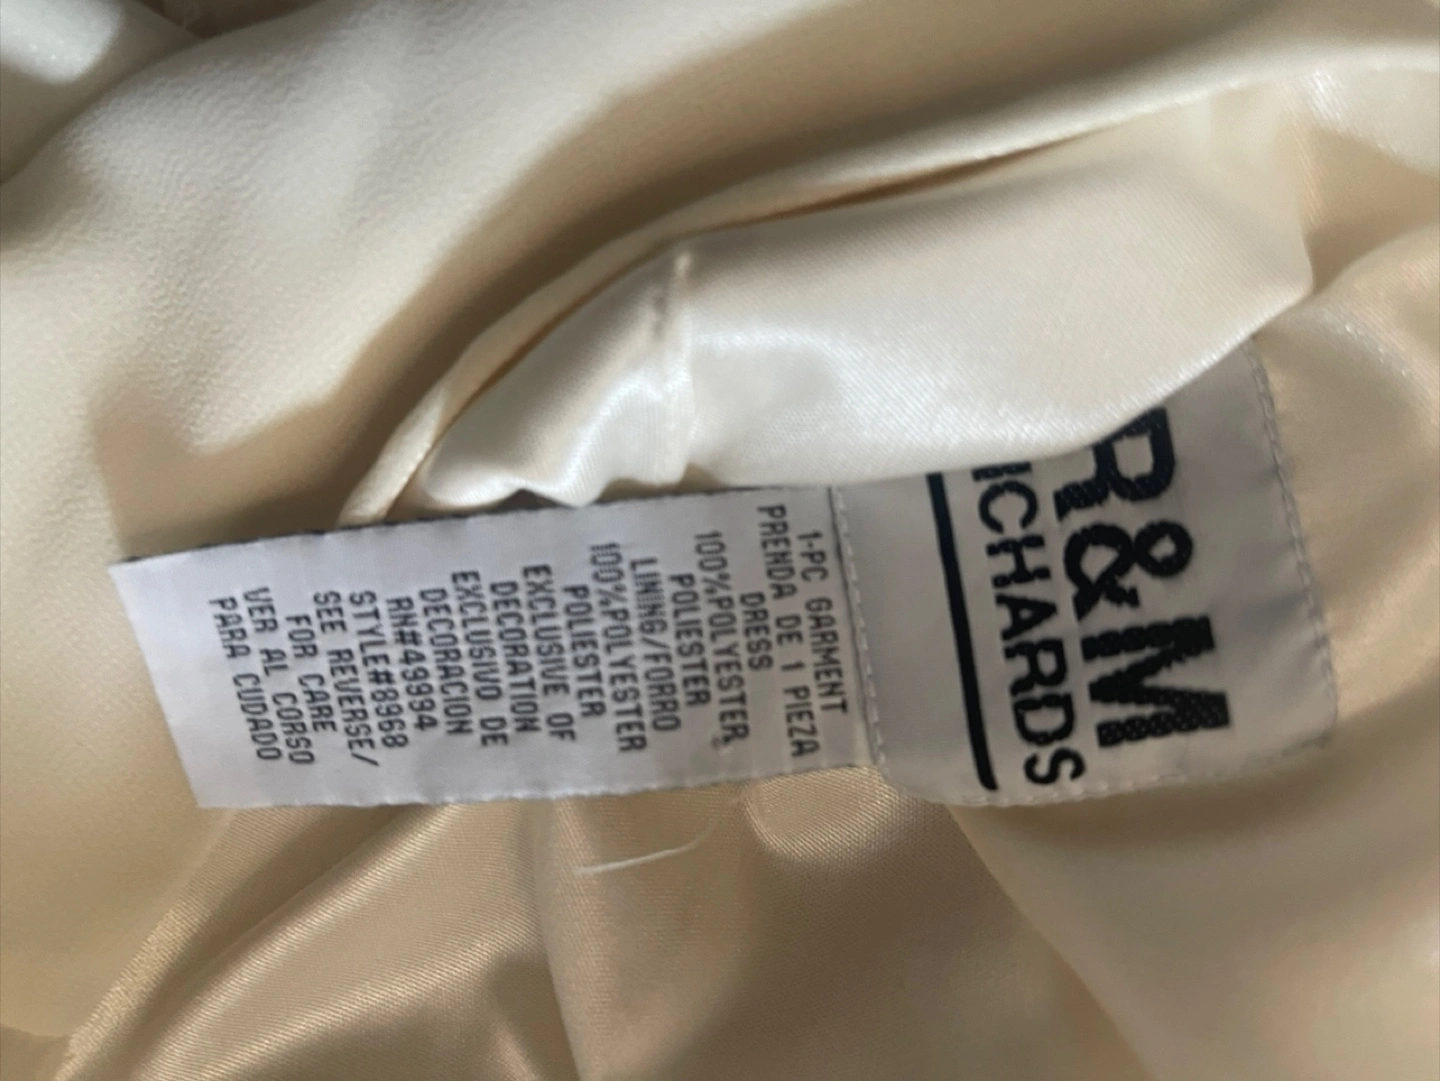 R&M
RICHARDS
1-PC GARMENT
PRENDA DE 1 PIEZA
DRESS
100%POLYESTER
POLIESTER
LINING/FORRO
100%POLYESTER
POLIESTER
EXCLUSIVE OF
DECORATION
EXCLUSIVO DE
DECORACION
RN#49994
STYLE#8968
SEE REVERSE/
FOR CARE
VER AL CORSO
PARA CUDADO